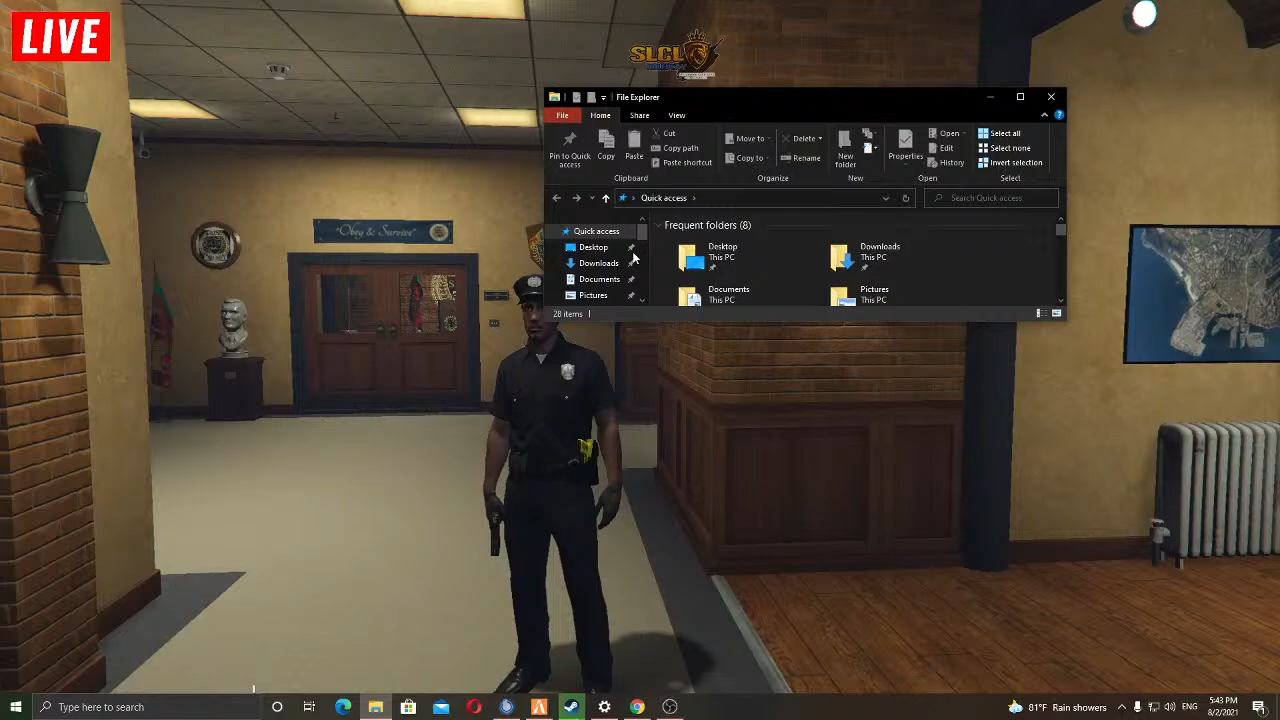 LIVE
SLCL
File Explorer
File Home Share View
Pin to Quick access
Copy
Paste
Cut
Copy path
Paste shortcut
Clipboard
Move to
Copy to
Delete
Rename
Organize
New folder
New
Properties
Open
Edit
History
Open
Select all
Select none
Invert selection
Select
Quick access
Search Quick access
Quick access
Desktop
Downloads
Documents
Pictures
Frequent folders (8)
Desktop
This PC
Downloads
This PC
Documents
This PC
Pictures
This PC
28 items
"Obey & Survive"
Type here to search
81°F Rain showers
ENG
5:43 PM
8/2/2021